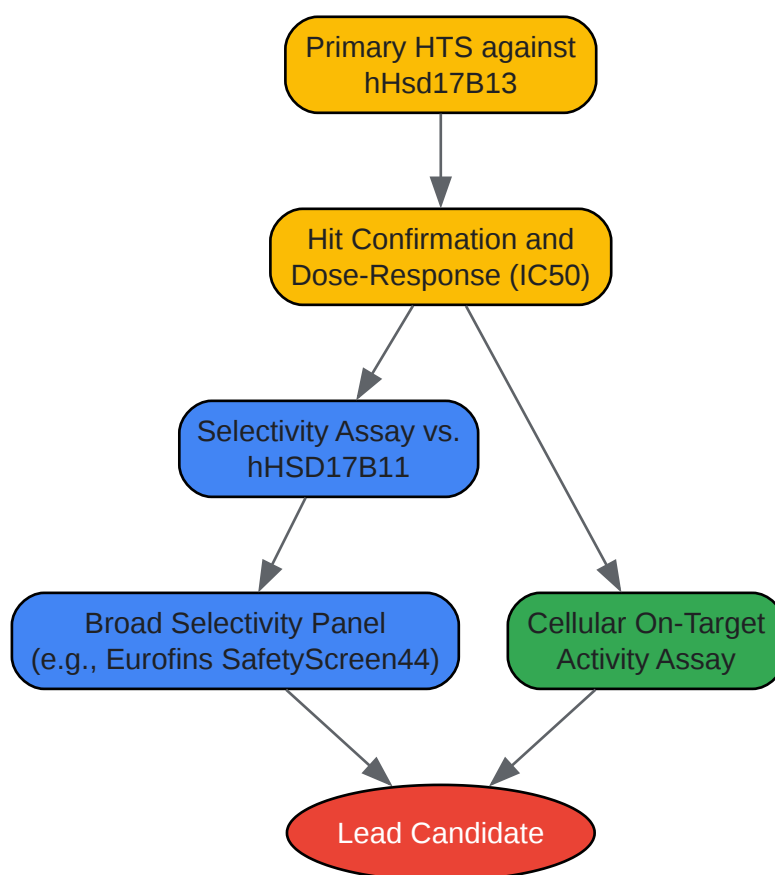 Primary HTS against
hHsd17B13
Hit Confirmation and
Dose-Response (IC50)
Selectivity Assay vs.
hHSD17B11
Broad Selectivity Panel
(e.g., Eurofins SafetyScreen44)
Cellular On-Target
Activity Assay
Lead Candidate